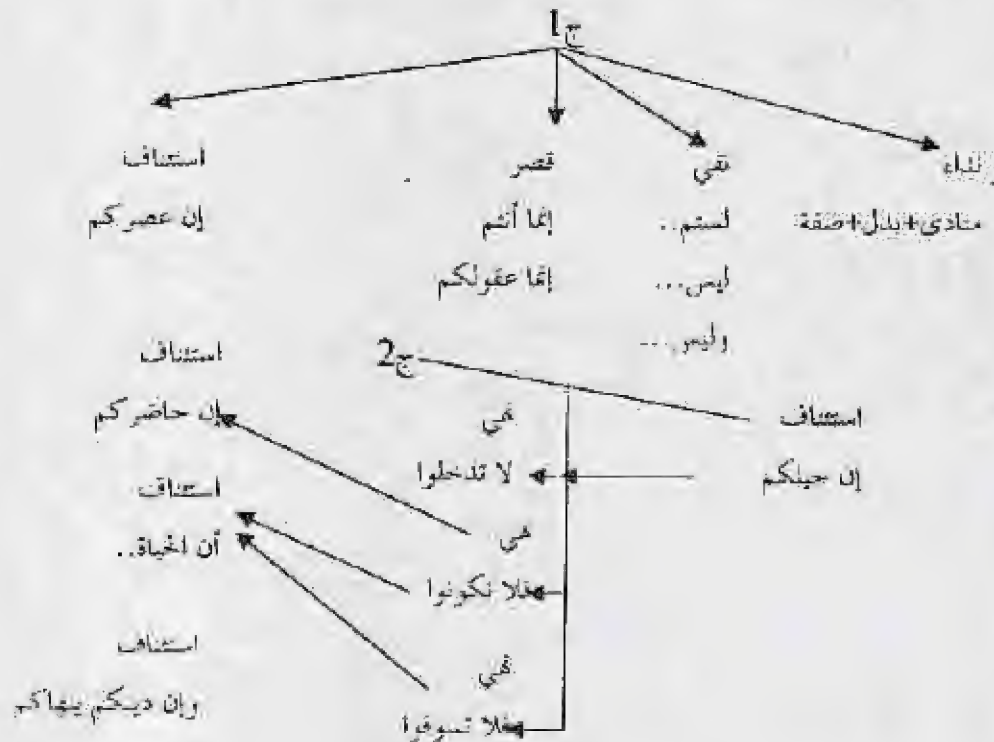 ج1
نداء
منادى+بدل+صفة
نفي
لستم..
ليس...
وليس...
قصر
إنما أنتم
إنما عقولكم
استئناف
إن عصركم
ج2
استئناف
إن جيلكم
نهي
لا تدخلوا
نهي
فلا تكونوا
نهي
فلا تسوفوا
استئناف
إن حاضركم
استئناف
أن الحياة..
استئناف
وإن دينكم ينهاكم